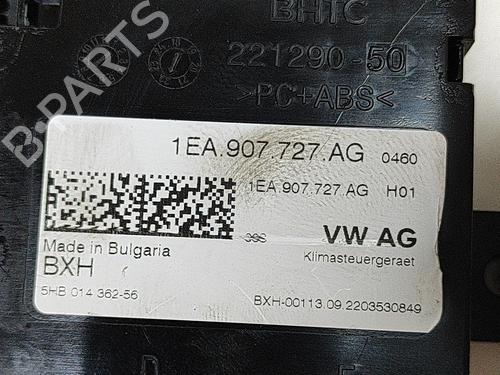 BHTC
221290-50
>PC+ABS<
1EA.907.727.AG 0460
1EA.907.727.AG H01
VW AG
Made in Bulgaria
Klimasteuergeraet
BXH
5HB 014 362-56
BXH-00113.09.2203530849
B-PARTS